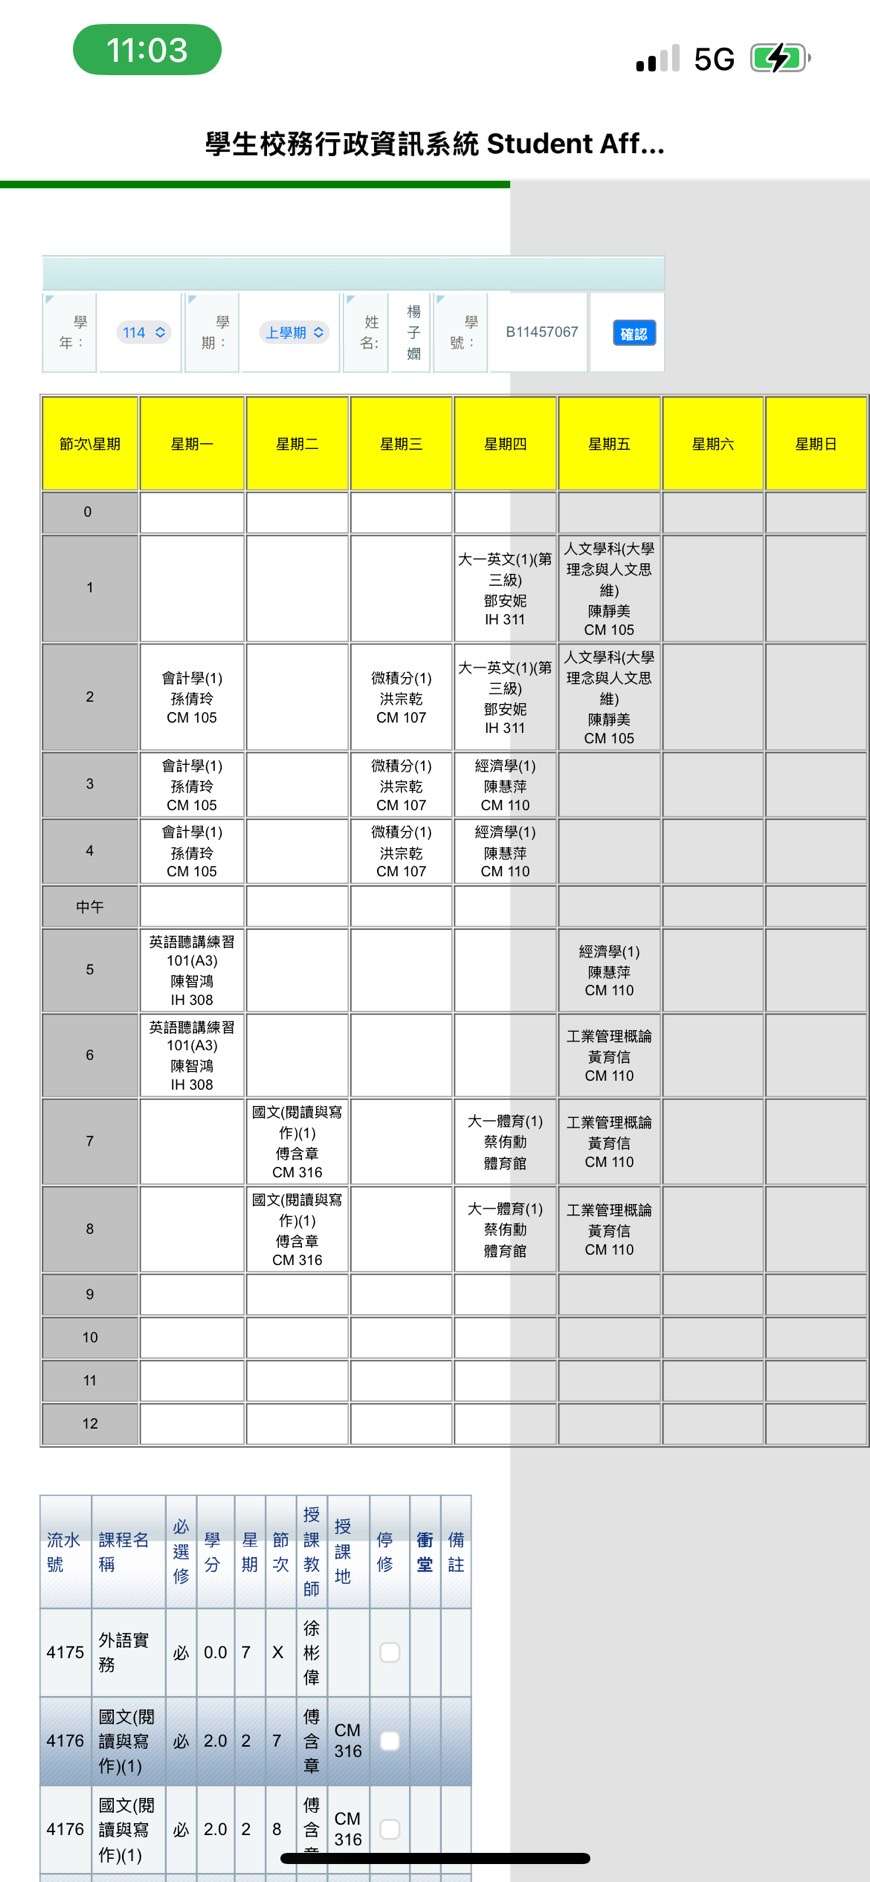 11:03
5G
學生校務行政資訊系統 Student Aff...
學年：
114
學期：
上學期
姓名:
楊子嫻
學號：
B11457067
確認
節次\星期 星期一 星期二 星期三 星期四 星期五 星期六 星期日
0
1
大一英文(1)(第三級)
鄧安妮
IH 311
人文學科(大學理念與人文思維)
陳靜美
CM 105
2
會計學(1)
孫倩玲
CM 105
微積分(1)
洪宗乾
CM 107
大一英文(1)(第三級)
鄧安妮
IH 311
人文學科(大學理念與人文思維)
陳靜美
CM 105
3
會計學(1)
孫倩玲
CM 105
微積分(1)
洪宗乾
CM 107
經濟學(1)
陳慧萍
CM 110
4
會計學(1)
孫倩玲
CM 105
微積分(1)
洪宗乾
CM 107
經濟學(1)
陳慧萍
CM 110
中午
5
英語聽講練習101(A3)
陳智鴻
IH 308
經濟學(1)
陳慧萍
CM 110
6
英語聽講練習101(A3)
陳智鴻
IH 308
工業管理概論
黃育信
CM 110
7
國文(閱讀與寫作)(1)
傅含章
CM 316
大一體育(1)
蔡侑勳
體育館
工業管理概論
黃育信
CM 110
8
國文(閱讀與寫作)(1)
傅含章
CM 316
大一體育(1)
蔡侑勳
體育館
工業管理概論
黃育信
CM 110
9
10
11
12
流水號 課程名稱 必選修 學分 星期 節次 授課教師 授課地 停修 衝堂 備註
4175 外語實務 必 0.0 7 X 徐彬偉
4176 國文(閱讀與寫作)(1) 必 2.0 2 7 傅含章 CM 316
4176 國文(閱讀與寫作)(1) 必 2.0 2 8 傅含章 CM 316